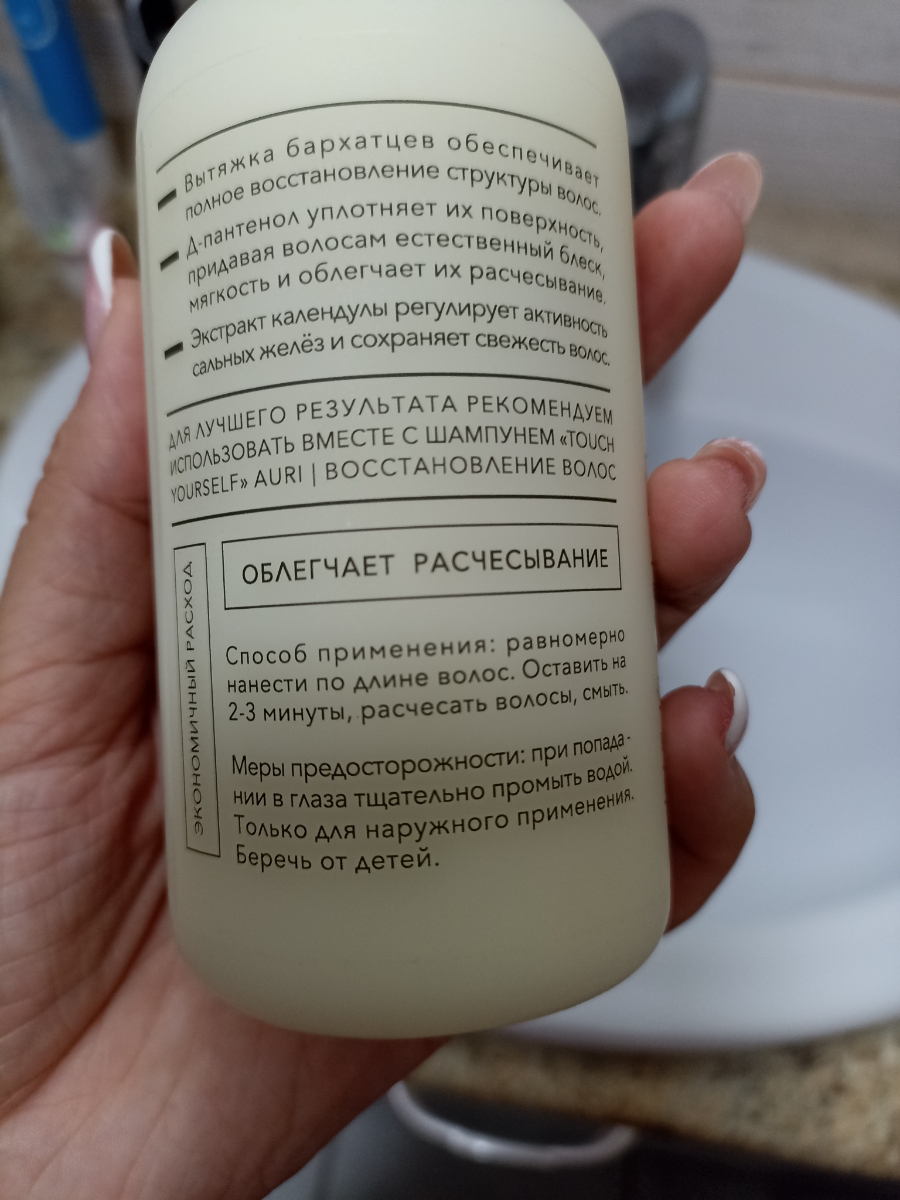 Вытяжка бархатцев обеспечивает
полное восстановление структуры волос.
Д-пантенол уплотняет их поверхность,
придавая волосам естественный блеск,
мягкость и облегчает их расчесывание.
Экстракт календулы регулирует активность
сальных желёз и сохраняет свежесть волос.
ДЛЯ ЛУЧШЕГО РЕЗУЛЬТАТА РЕКОМЕНДУЕМ
ИСПОЛЬЗОВАТЬ ВМЕСТЕ С ШАМПУНЕМ «TOUCH
YOURSELF» AURI | ВОССТАНОВЛЕНИЕ ВОЛОС
ЭКОНОМИЧНЫЙ РАСХОД
ОБЛЕГЧАЕТ РАСЧЕСЫВАНИЕ
Способ применения: равномерно
нанести по длине волос. Оставить на
2-3 минуты, расчесать волосы, смыть.
Меры предосторожности: при попада-
нии в глаза тщательно промыть водой.
Только для наружного применения.
Беречь от детей.